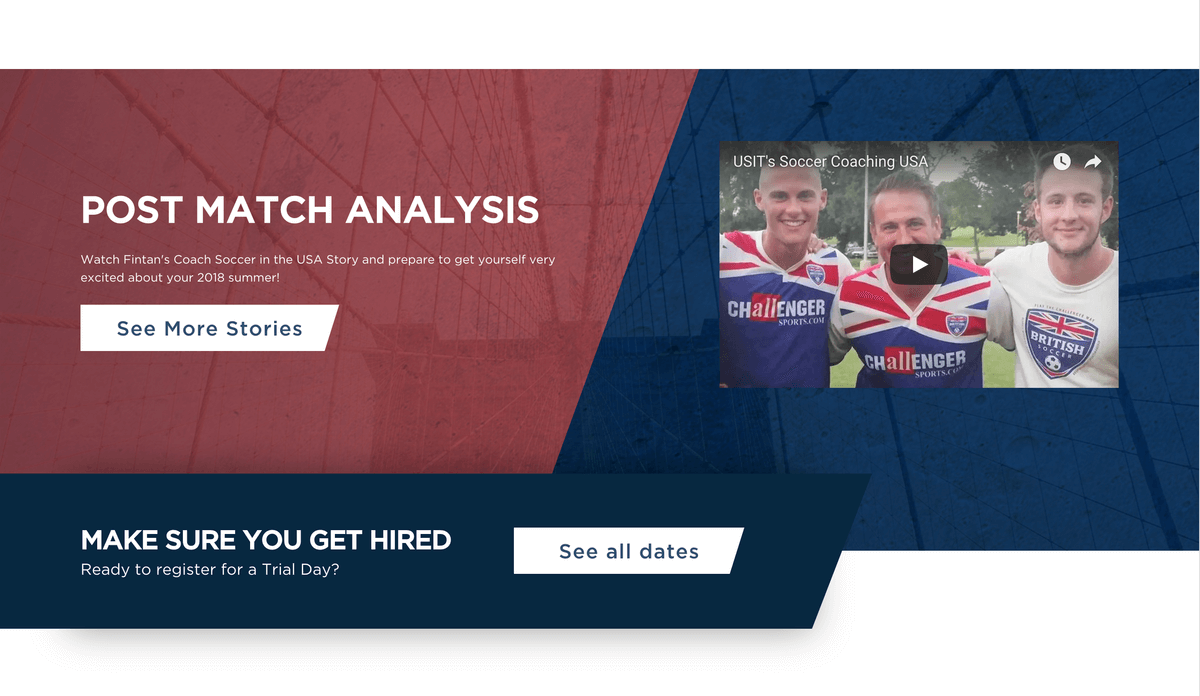 POST MATCH ANALYSIS
Watch Fintan's Coach Soccer in the USA Story and prepare to get yourself very
excited about your 2018 summer!
See More Stories
USIT's Soccer Coaching USA
CHallENGER
SPORTS.COM
CHallENGER
SPORTS.CO
BRITISH
SOCCER
MAKE SURE YOU GET HIRED
Ready to register for a Trial Day?
See all dates